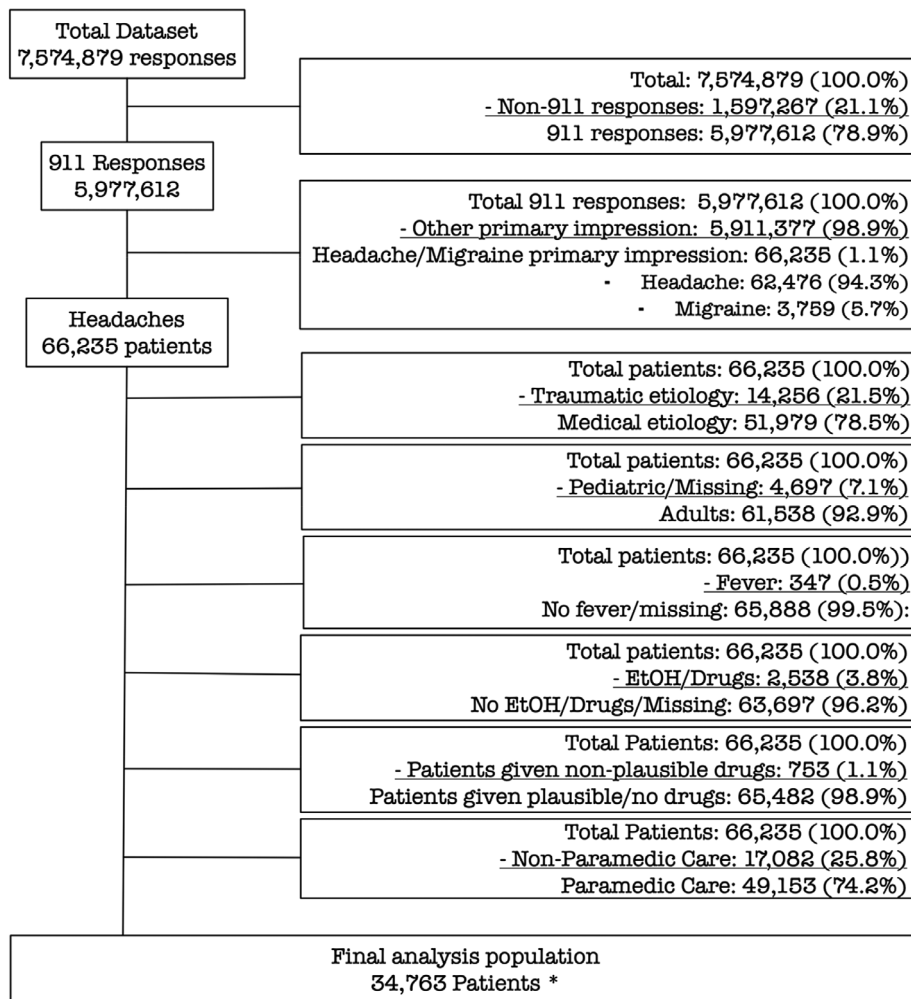 Total Dataset
7,574,879 responses
Total: 7,574,879 (100.0%)
- Non-911 responses: 1,597,267 (21.1%)
911 responses: 5,977,612 (78.9%)
911 Responses
5,977,612
Total 911 responses: 5,977,612 (100.0%)
- Other primary impression: 5,911,377 (98.9%)
Headache/Migraine primary impression: 66,235 (1.1%)
- Headache: 62,476 (94.3%)
- Migraine: 3,759 (5.7%)
Headaches
66,235 patients
Total patients: 66,235 (100.0%)
- Traumatic etiology: 14,256 (21.5%)
Medical etiology: 51,979 (78.5%)
Total patients: 66,235 (100.0%)
- Pediatric/Missing: 4,697 (7.1%)
Adults: 61,538 (92.9%)
Total patients: 66,235 (100.0%))
- Fever: 347 (0.5%)
No fever/missing: 65,888 (99.5%):
Total patients: 66,235 (100.0%)
- EtOH/Drugs: 2,538 (3.8%)
No EtOH/Drugs/Missing: 63,697 (96.2%)
Total Patients: 66,235 (100.0%)
- Patients given non-plausible drugs: 753 (1.1%)
Patients given plausible/no drugs: 65,482 (98.9%)
Total Patients: 66,235 (100.0%)
- Non-Paramedic Care: 17,082 (25.8%)
Paramedic Care: 49,153 (74.2%)
Final analysis population
34,763 Patients *